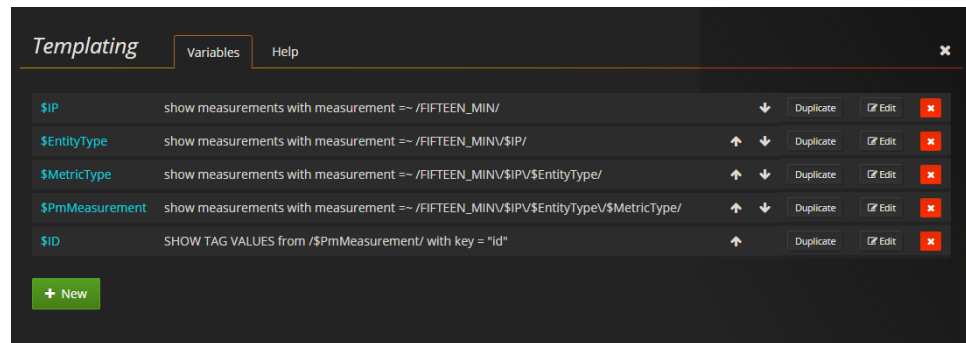 Templating Variables Help
$IP show measurements with measurement =~ /FIFTEEN_MIN/ Duplicate Edit
$EntityType show measurements with measurement =~ /FIFTEEN_MIN\/$IP/ Duplicate Edit
$MetricType show measurements with measurement =~ /FIFTEEN_MIN\/$IP\/$EntityType/ Duplicate Edit
$PmMeasurement show measurements with measurement =~ /FIFTEEN_MIN\/$IP\/$EntityType\/$MetricType/ Duplicate Edit
$ID SHOW TAG VALUES from /$PmMeasurement/ with key = "id" Duplicate Edit
+ New